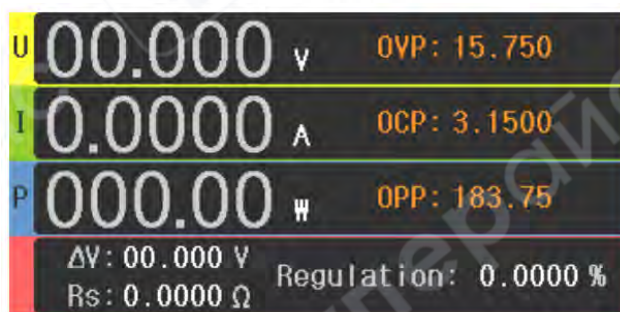 U 00.000 V OVP: 15.750
I 0.0000 A OCP: 3.1500
P 000.00 W OPP: 183.75
ΔV: 00.000 V
Rs: 0.0000 Ω
Regulation: 0.0000 %